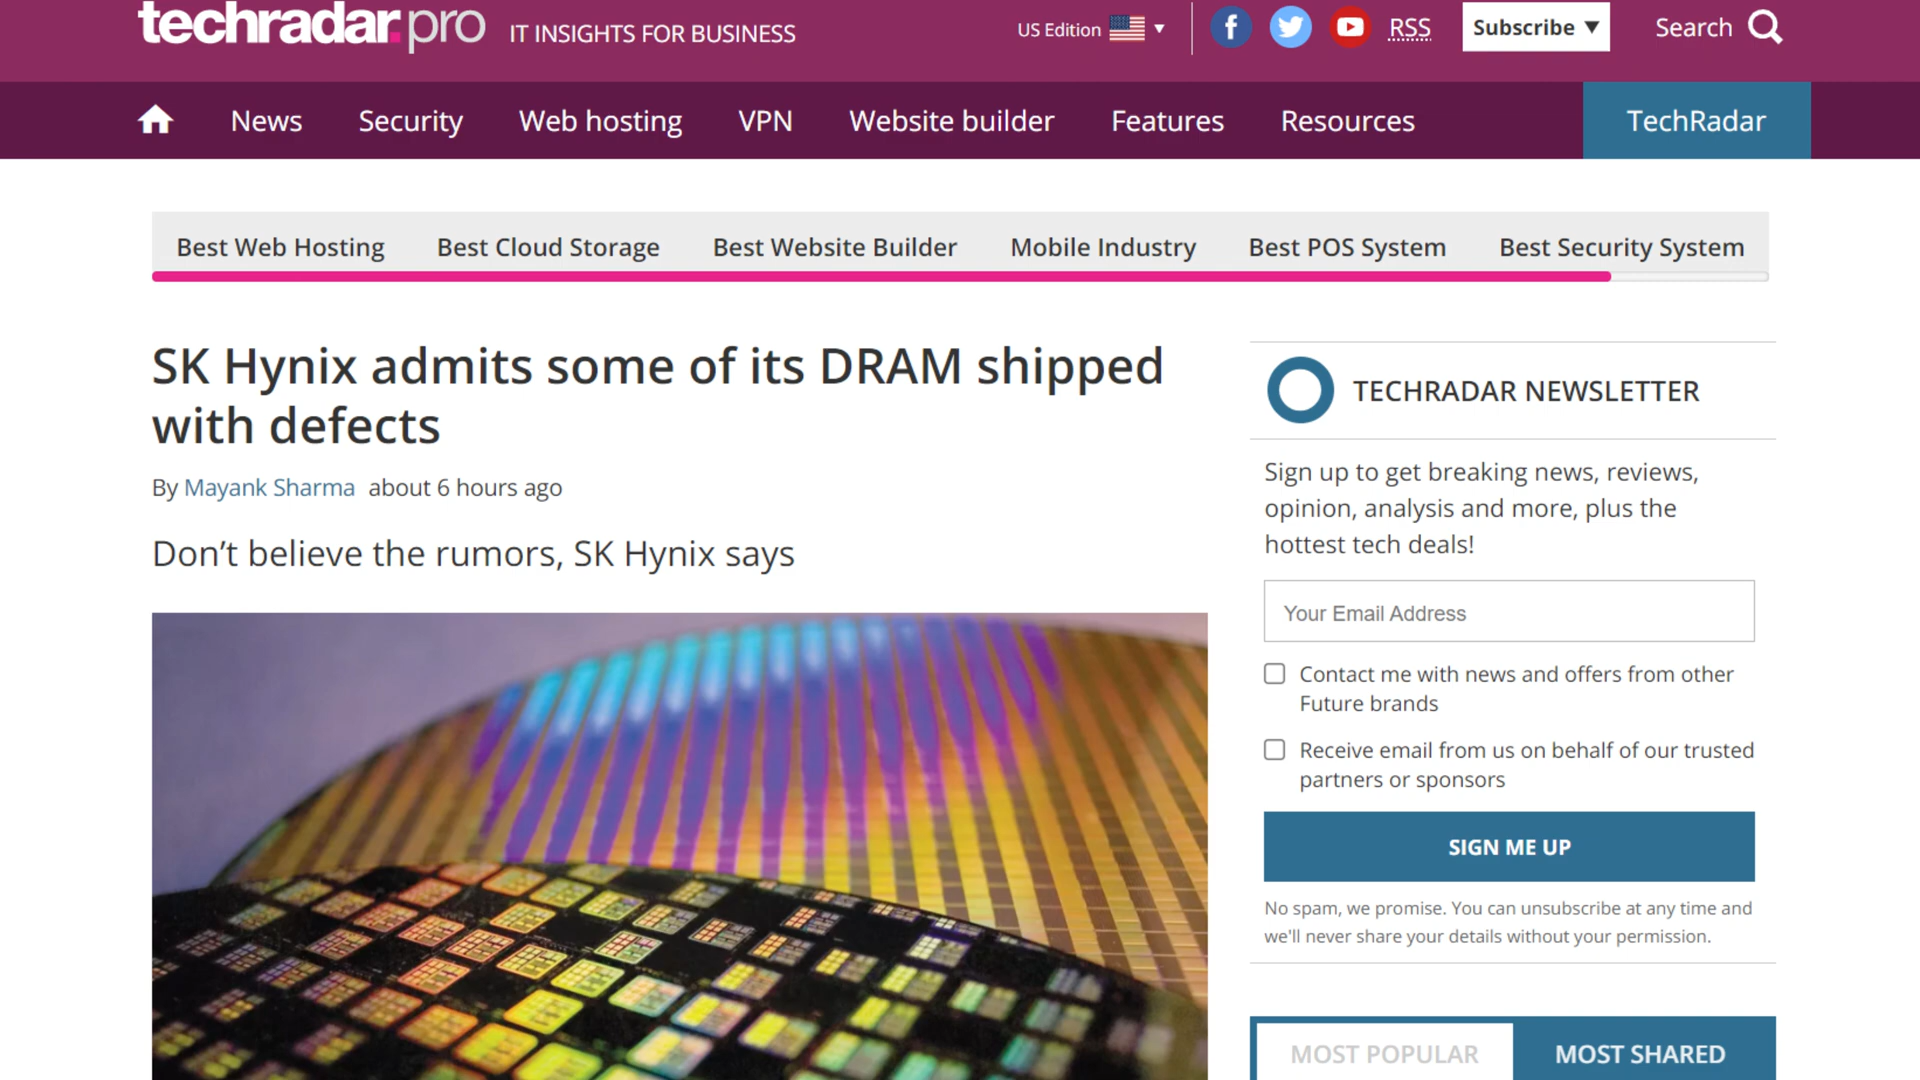 techradar.pro IT INSIGHTS FOR BUSINESS
US Edition
RSS
Subscribe ▼
Search
News Security Web hosting VPN Website builder Features Resources TechRadar
Best Web Hosting Best Cloud Storage Best Website Builder Mobile Industry Best POS System Best Security System
SK Hynix admits some of its DRAM shipped
with defects
By Mayank Sharma about 6 hours ago
Don’t believe the rumors, SK Hynix says
TECHRADAR NEWSLETTER
Sign up to get breaking news, reviews,
opinion, analysis and more, plus the
hottest tech deals!
Your Email Address
Contact me with news and offers from other
Future brands
Receive email from us on behalf of our trusted
partners or sponsors
SIGN ME UP
No spam, we promise. You can unsubscribe at any time and
we'll never share your details without your permission.
MOST POPULAR MOST SHARED